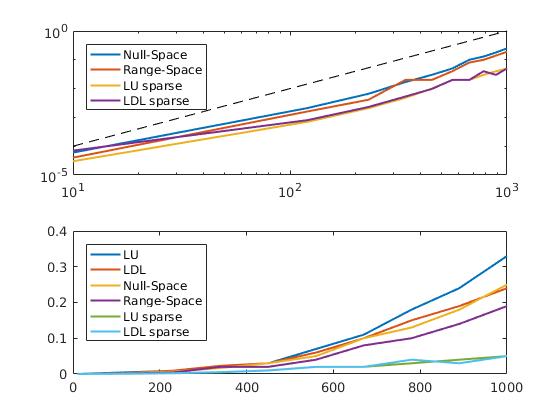 10^0
Null-Space
Range-Space
LU sparse
LDL sparse
10^-5
10^1 10^2 10^3
0.4
LU
LDL
0.3
Null-Space
Range-Space
0.2
LU sparse
LDL sparse
0.1
0
0 200 400 600 800 1000